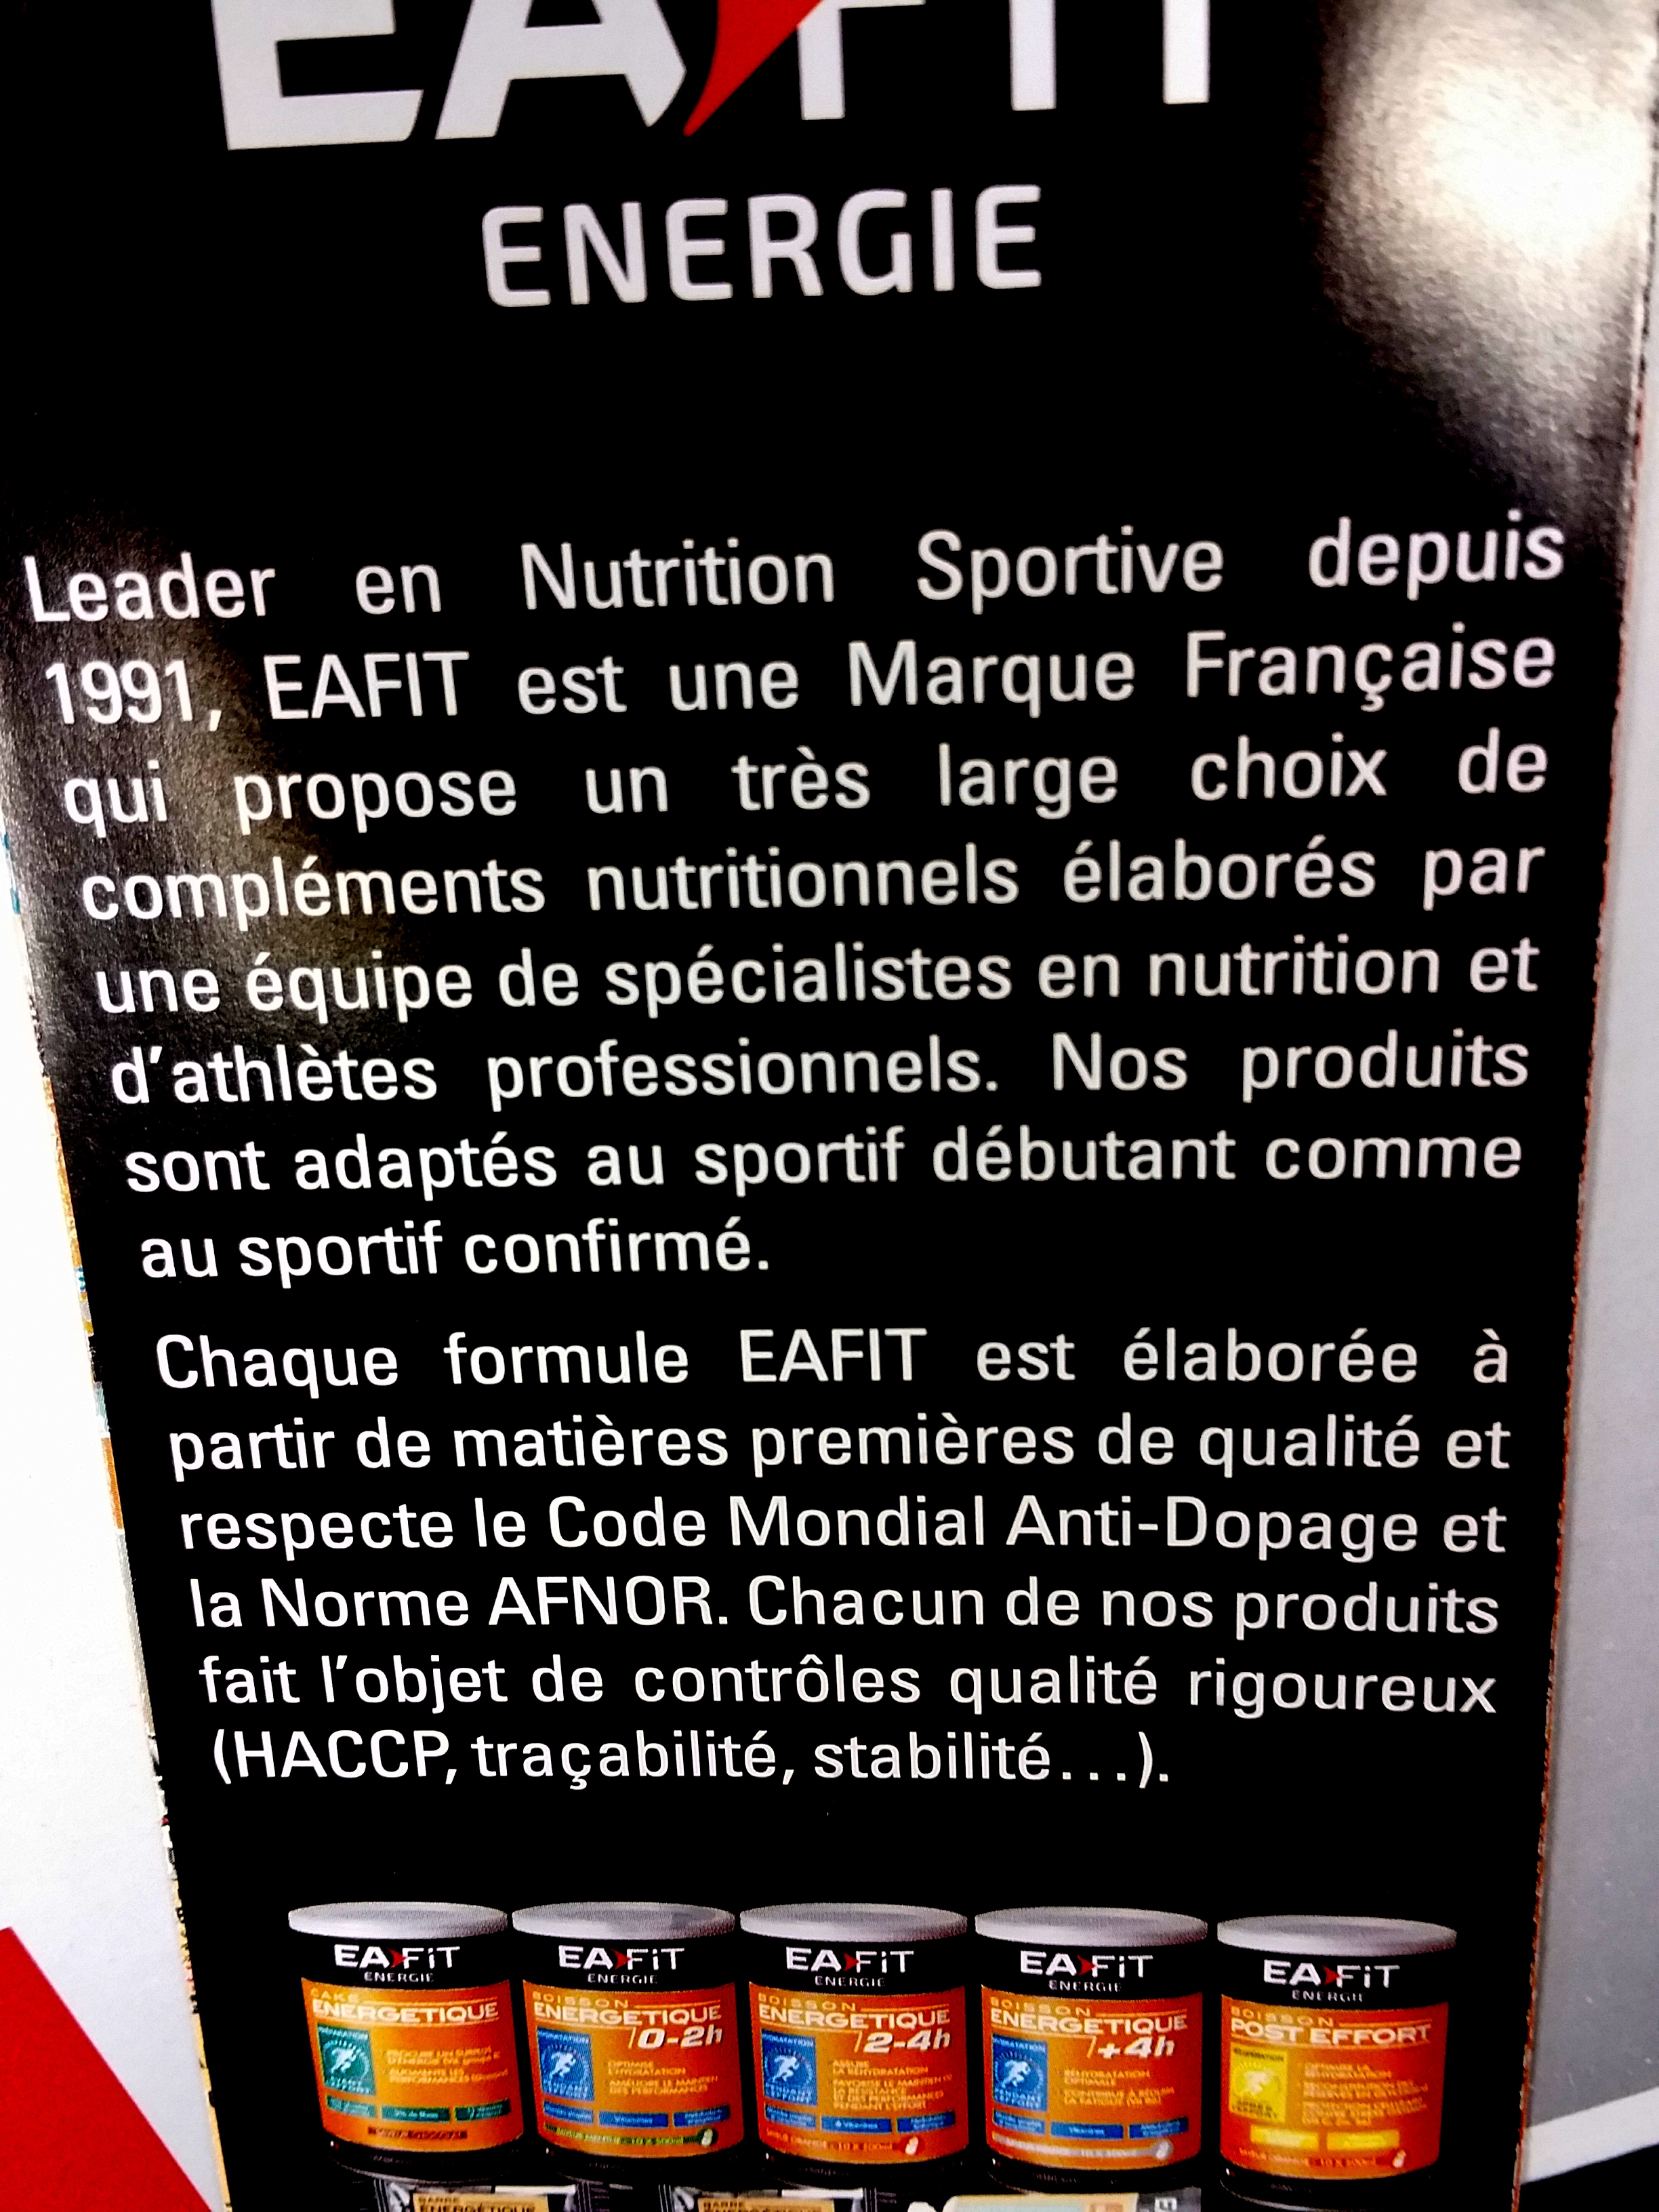 EAFIT
ENERGIE
Leader en Nutrition Sportive depuis
1991, EAFIT est une Marque Française
qui propose un très large choix de
compléments nutritionnels élaborés par
une équipe de spécialistes en nutrition et
d'athlètes professionnels. Nos produits
sont adaptés au sportif débutant comme
au sportif confirmé.
Chaque formule EAFIT est élaborée à
partir de matières premières de qualité et
respecte le Code Mondial Anti-Dopage et
la Norme AFNOR. Chacun de nos produits
fait l'objet de contrôles qualité rigoureux
(HACCP, traçabilité, stabilité...).
EAFIT EAFIT EAFIT EAFIT EAFIT
ENERGIE ENERGIE ENERGIE ENERGIE ENERGIE
CAKE BOISSON BOISSON BOISSON BOISSON
ENERGETIQUE ENERGETIQUE ENERGETIQUE ENERGETIQUE POST EFFORT
/0-2h /2-4h /+4h
BARRE BARRE
ENERGÉTIQUE ENERGÉTIQUE